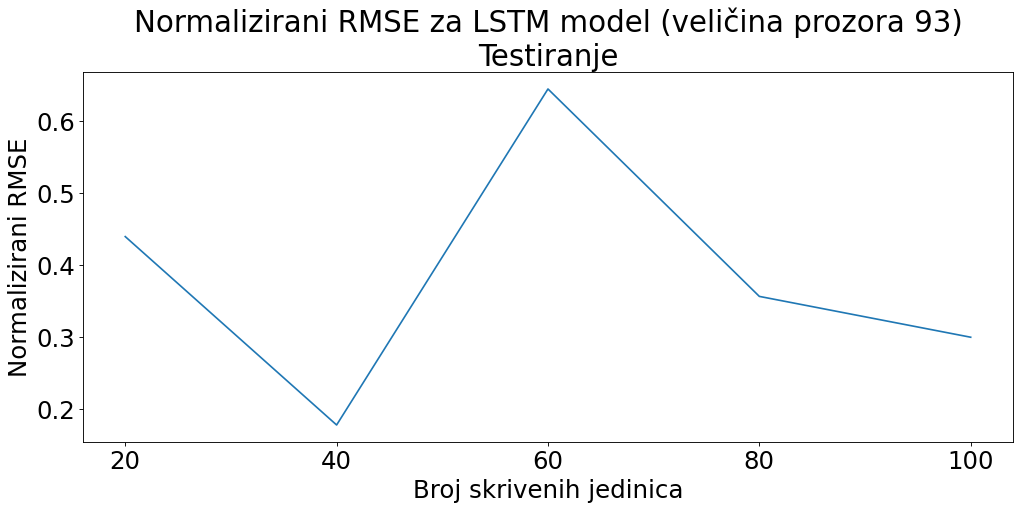 Normalizirani RMSE za LSTM model (veličina prozora 93)
Testiranje
Normalizirani RMSE
0.6
0.5
0.4
0.3
0.2
20 40 60 80 100
Broj skrivenih jedinica